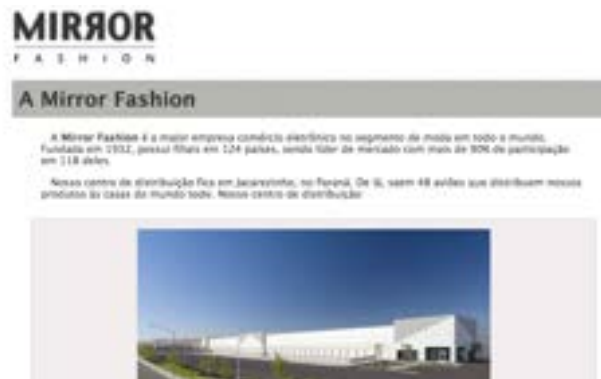 MIRROR
FASHION
A Mirror Fashion
A Mirror Fashion é a maior empresa comércio eletrônico no segmento de moda em todo o mundo.
Fundada em 1932, possui filiais em 124 países, sendo líder de mercado com mais de 90% de participação
em 118 deles.
Nosso centro de distribuição fica em Jacarezinho, no Paraná. De lá, saem 48 aviões que distribuem nossos
produtos às casas do mundo todo. Nosso centro de distribuição: